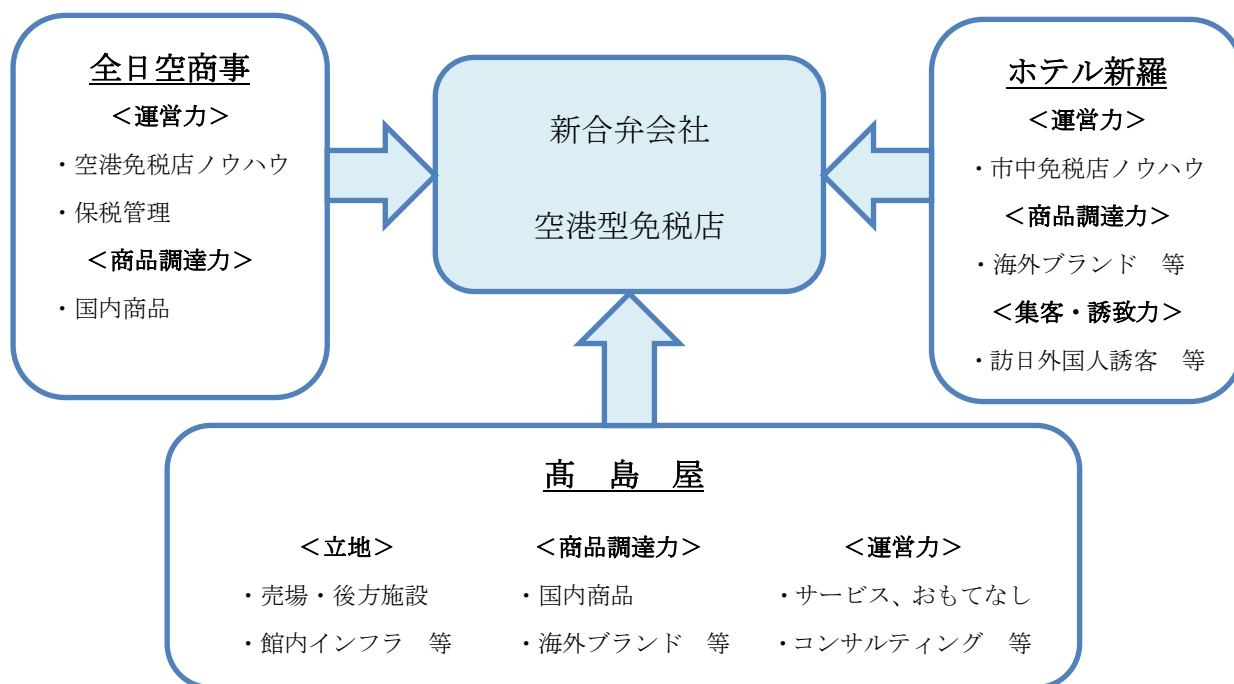 全日空商事
＜運営力＞
・空港免税店ノウハウ
・保税管理
＜商品調達力＞
・国内商品
新合弁会社
空港型免税店
ホテル新羅
＜運営力＞
・市中免税店ノウハウ
＜商品調達力＞
・海外ブランド　等
＜集客・誘致力＞
・訪日外国人誘客　等
髙　島　屋
＜立地＞
・売場・後方施設
・館内インフラ　等
＜商品調達力＞
・国内商品
・海外ブランド　等
＜運営力＞
・サービス、おもてなし
・コンサルティング　等